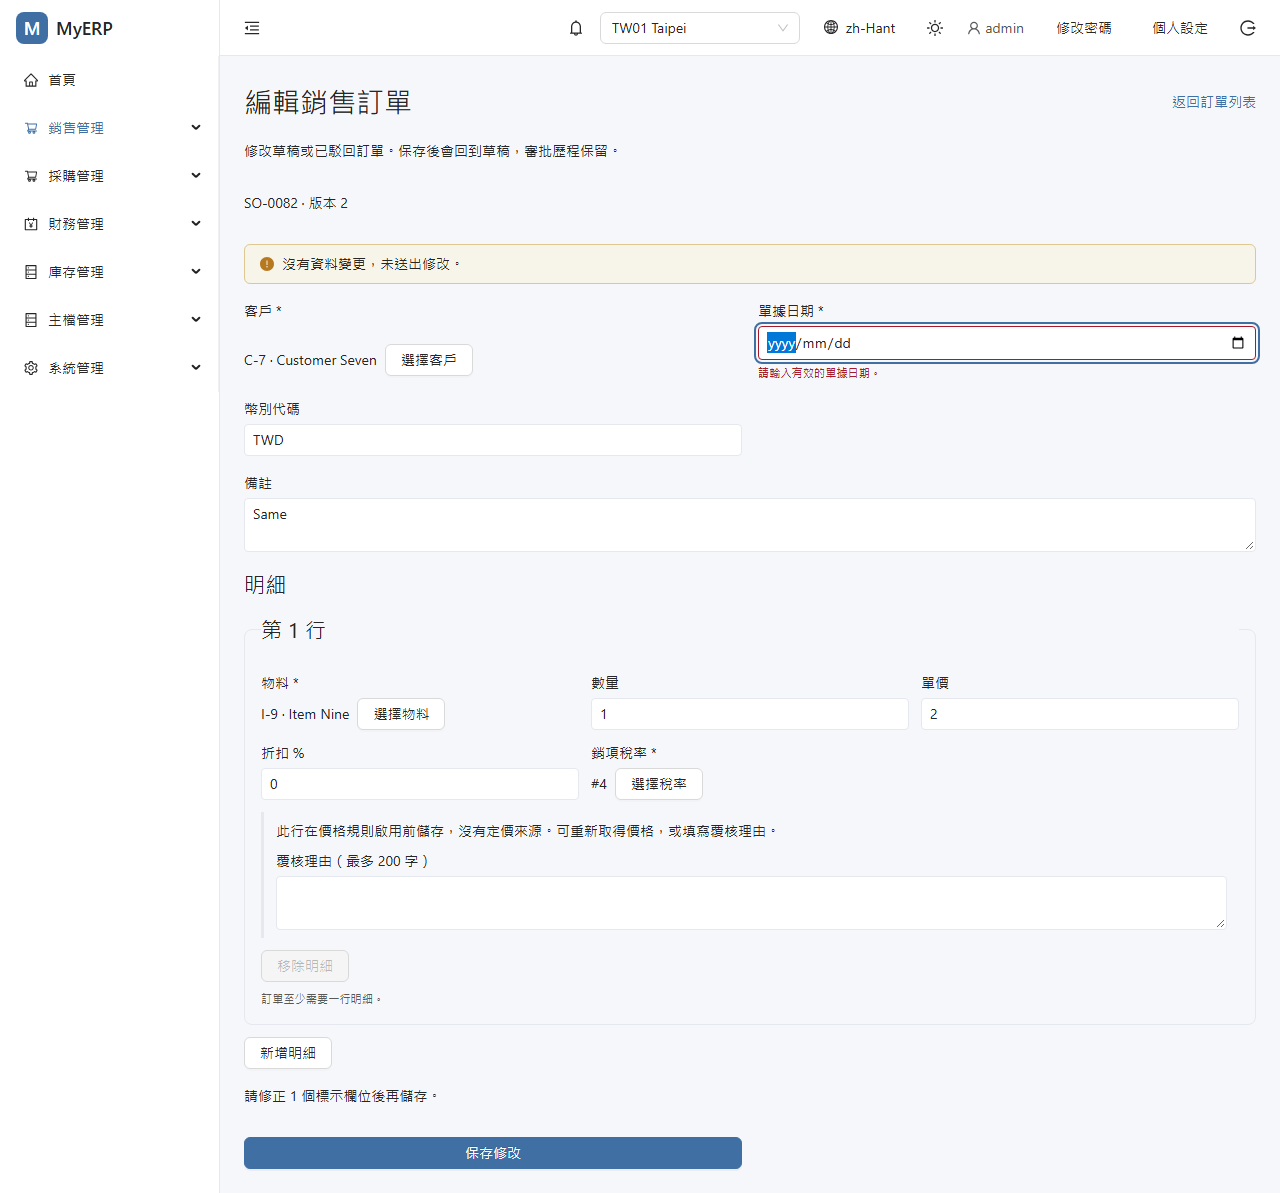 M MyERP
TW01 Taipei
zh-Hant
admin
修改密碼
個人設定
首頁
銷售管理
採購管理
財務管理
庫存管理
主檔管理
系統管理
編輯銷售訂單
返回訂單列表
修改草稿或已駁回訂單。保存後會回到草稿，審批歷程保留。
SO-0082 · 版本 2
沒有資料變更，未送出修改。
客戶 *
C-7 · Customer Seven
選擇客戶
單據日期 *
yyyy/mm/dd
請輸入有效的單據日期。
幣別代碼
TWD
備註
Same
明細
第 1 行
物料 *
I-9 · Item Nine
選擇物料
數量
1
單價
2
折扣 %
0
銷項稅率 *
#4
選擇稅率
此行在價格規則啟用前儲存，沒有定價來源。可重新取得價格，或填寫覆核理由。
覆核理由（最多 200 字）
移除明細
訂單至少需要一行明細。
新增明細
請修正 1 個標示欄位後再儲存。
保存修改